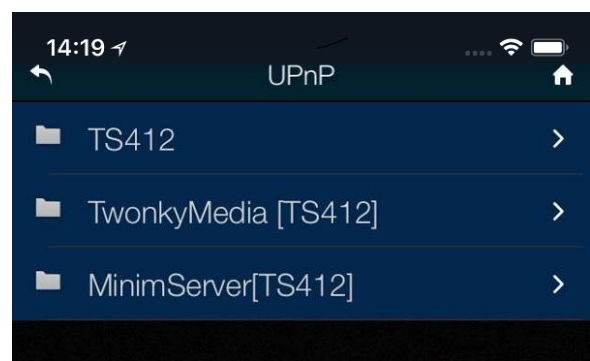 14:19
UPnP
TS412
TwonkyMedia [TS412]
MinimServer[TS412]